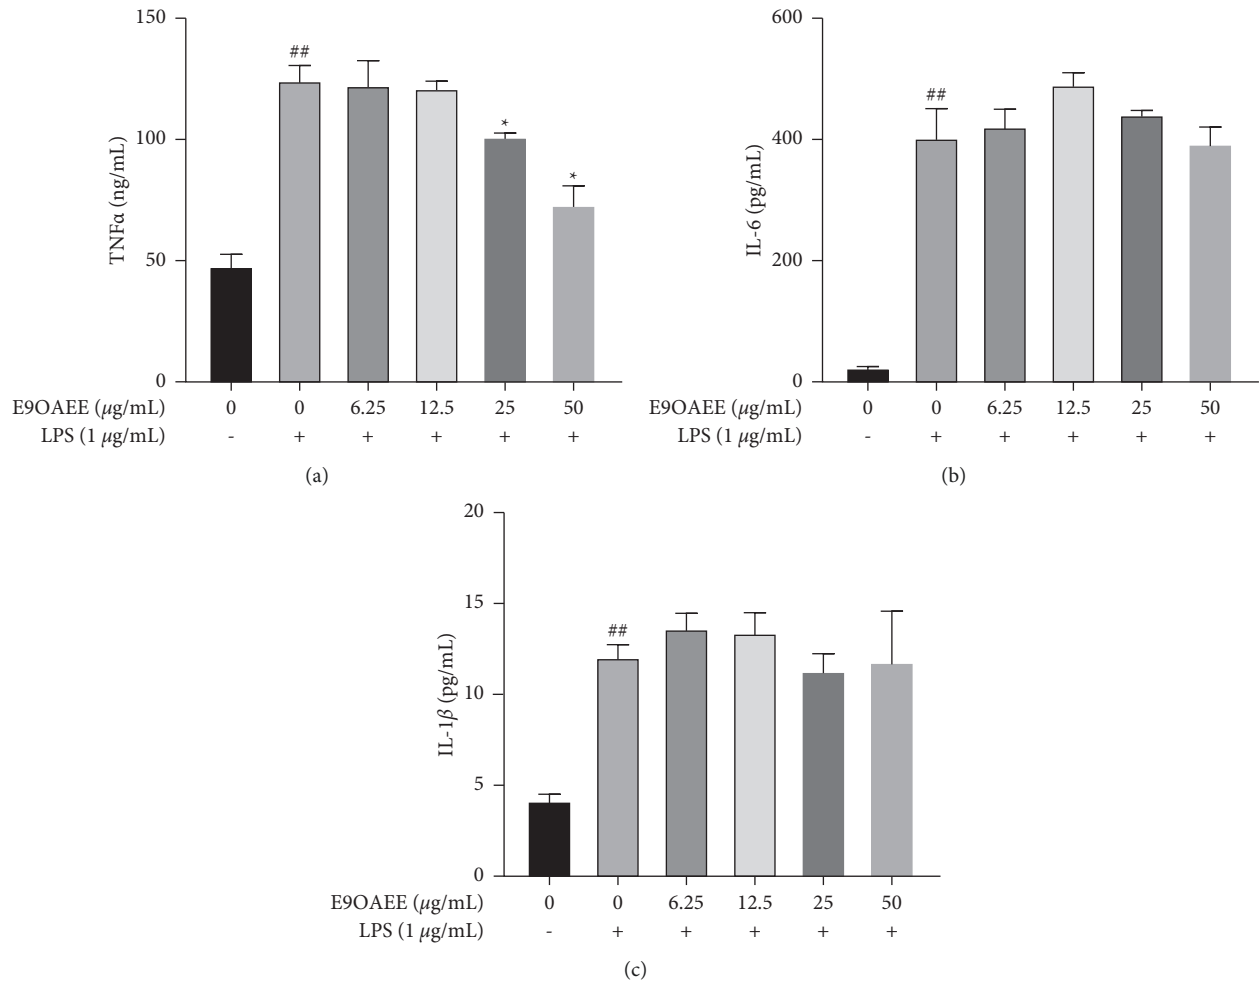 150
##
100
*
*
TNFα (ng/mL)
50
0
E9OAEE (μg/mL) 0 0 6.25 12.5 25 50
LPS (1 μg/mL) - + + + + +
(a)
600
##
400
IL-6 (pg/mL)
200
0
E9OAEE (μg/mL) 0 0 6.25 12.5 25 50
LPS (1 μg/mL) - + + + + +
(b)
20
15
##
IL-1β (pg/mL)
10
5
0
E9OAEE (μg/mL) 0 0 6.25 12.5 25 50
LPS (1 μg/mL) - + + + + +
(c)